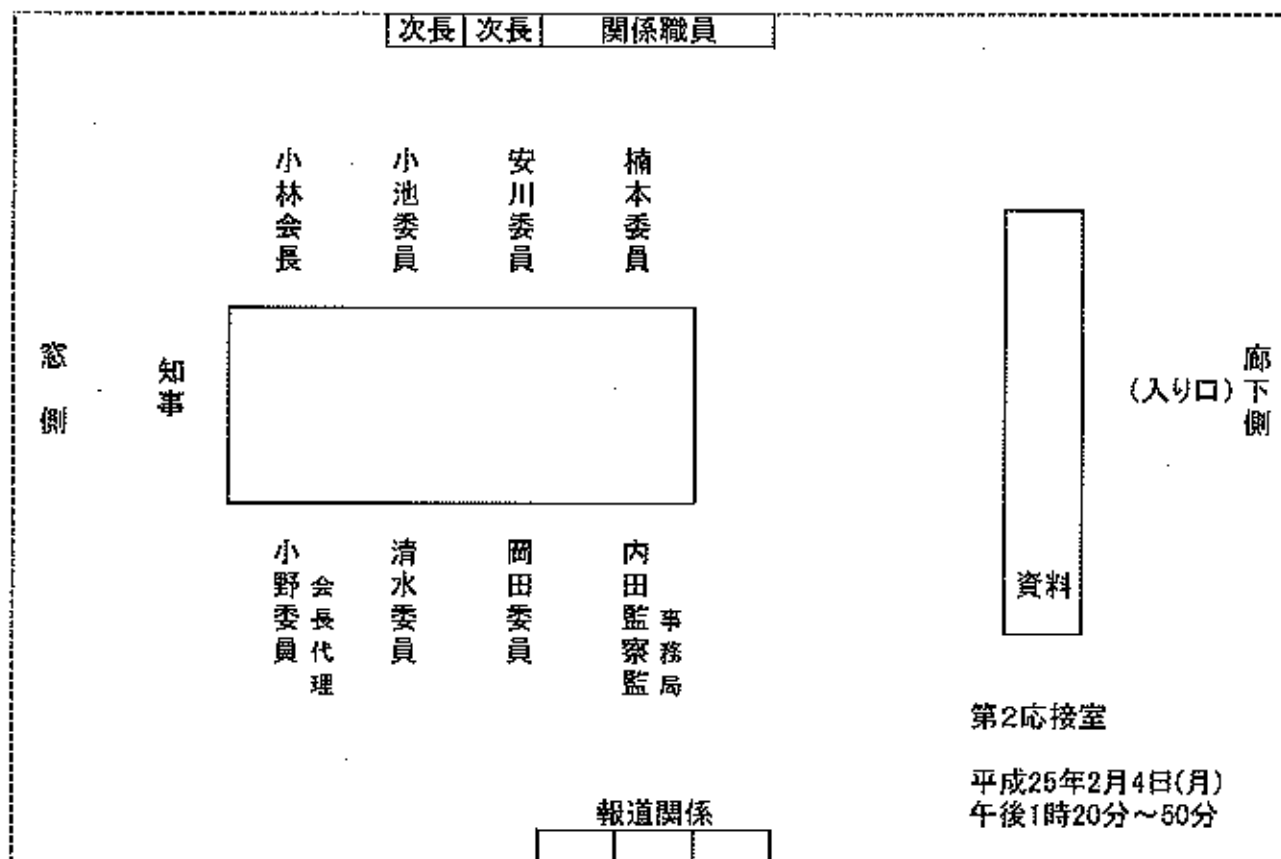 次長 次長 関係職員
小林会長
小池委員
安川委員
楠本委員
窓側
知事
(入り口)
廊下側
小野委員
会長代理
清水委員
岡田委員
内田監察監
事務局
資料
第2応接室
平成25年2月4日(月)
午後1時20分~50分
報道関係